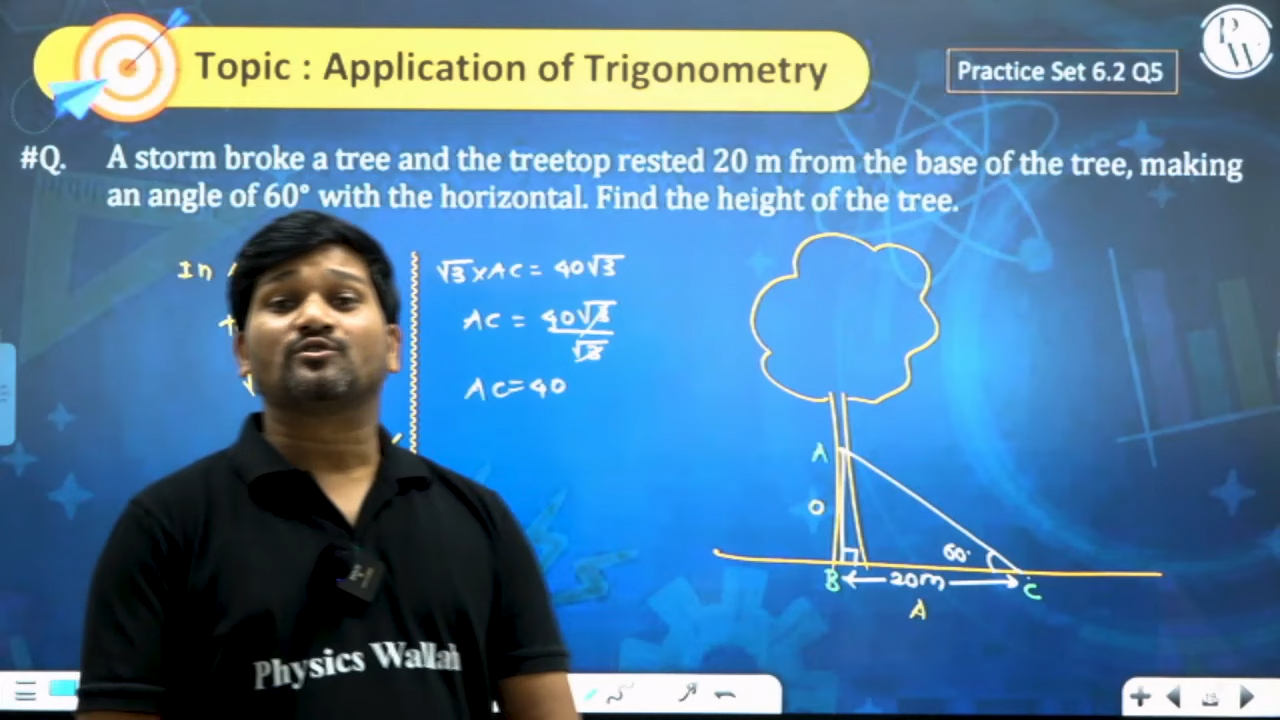 Topic : Application of Trigonometry
Practice Set 6.2 Q5
PW
#Q. A storm broke a tree and the treetop rested 20 m from the base of the tree, making
an angle of 60° with the horizontal. Find the height of the tree.
In
√3 x AC = 40√3
AC = 40√3
√3
AC = 40
A
O
60°
B
20m
C
A
Physics Wallah